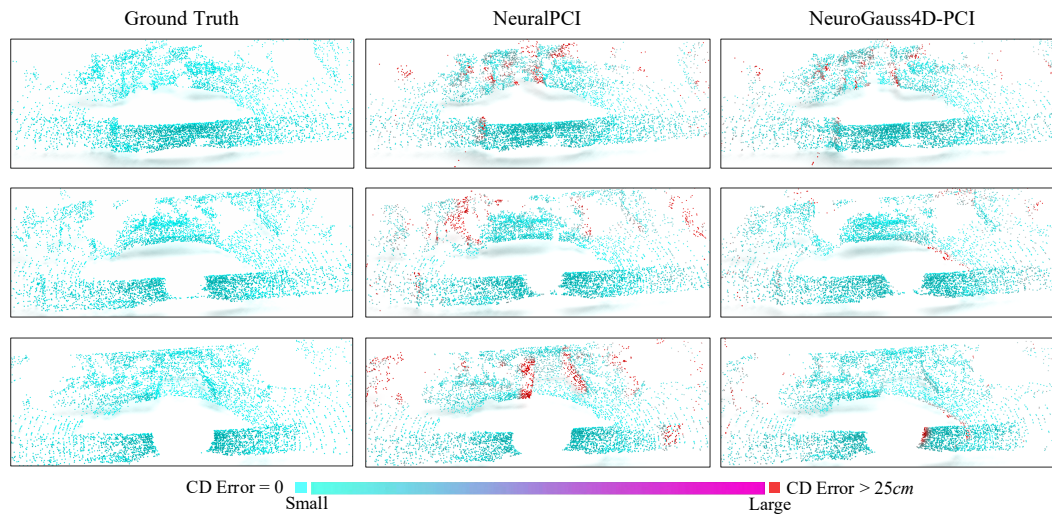 Ground Truth
NeuralPCI
NeuroGauss4D-PCI
CD Error = 0
CD Error > 25cm
Small
Large